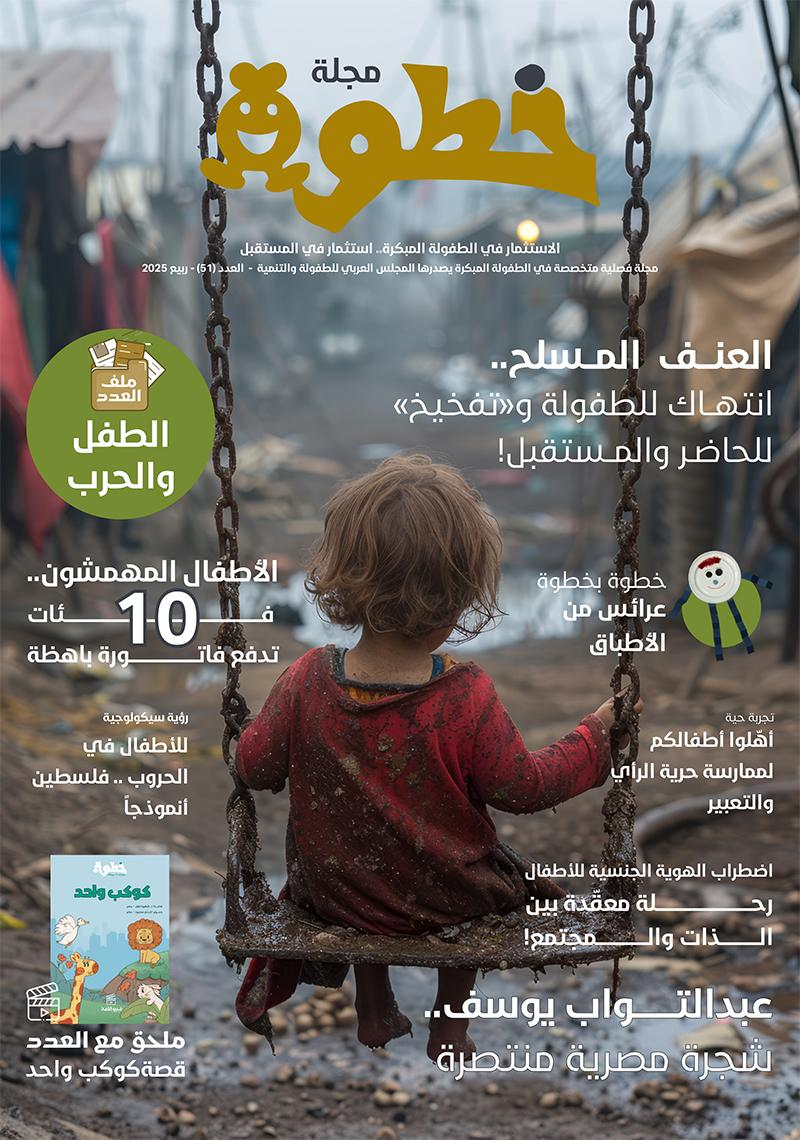 مجلة
خطوة
الاستثمار في الطفولة المبكرة.. استثمار في المستقبل
مجلة فصلية متخصصة في الطفولة المبكرة يصدرها المجلس العربي للطفولة والتنمية - العدد (51) - ربيع 2025
العنف المسلح..
انتهاك للطفولة و«تفخيخ»
للحاضر والمستقبل!
ملف
العدد
الطفل
والحرب
الأطفال المهمشون..
10 فئات
تدفع فاتورة باهظة
خطوة بخطوة
عرائس من
الأطباق
رؤية سيكولوجية
للأطفال في
الحروب .. فلسطين
أنموذجاً
تجربة حية
أهّلوا أطفالكم
لممارسة حرية الرأي
والتعبير
اضطراب الهوية الجنسية للأطفال
رحلة معقّدة بين
الذات والمجتمع!
عبدالتواب يوسف..
شجرة مصرية منتصرة
خطوة
كوكب واحد
ملحق مع العدد
قصة كوكب واحد